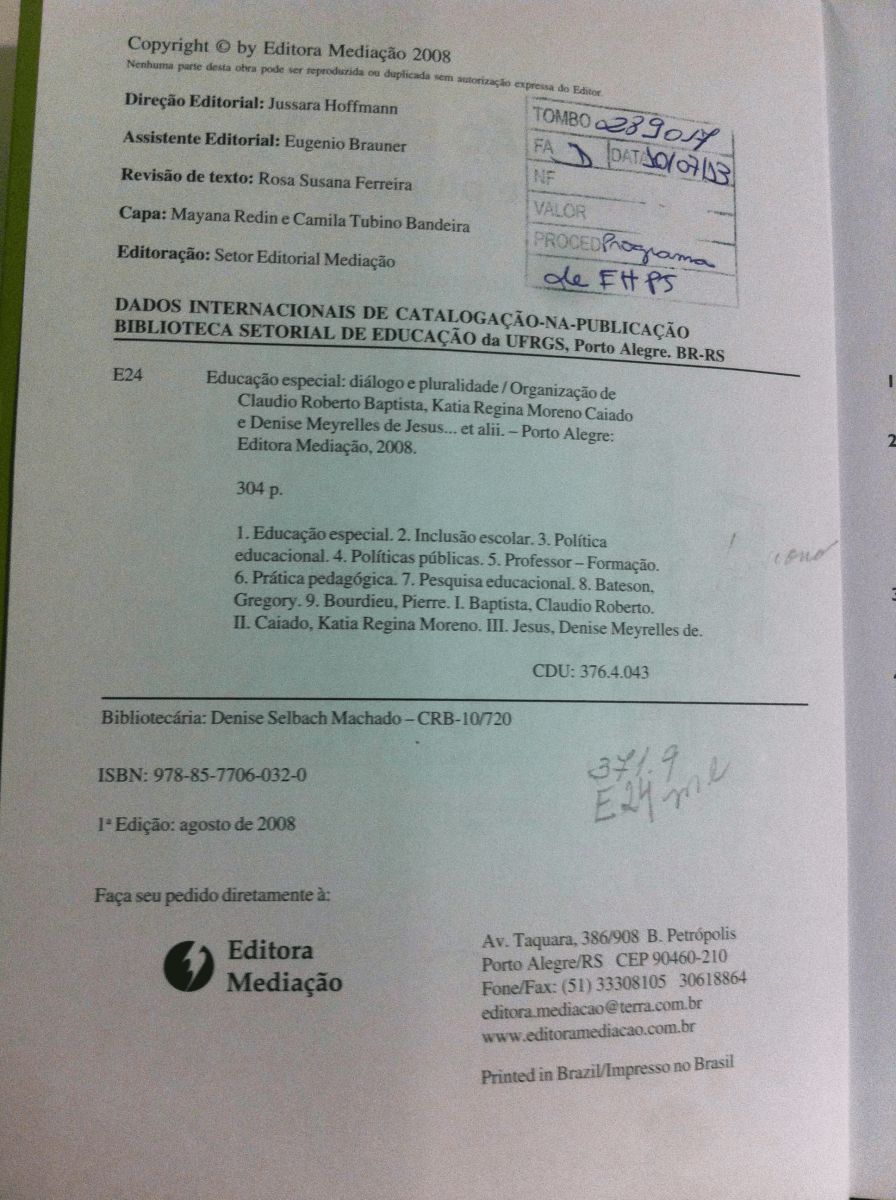 Copyright © by Editora Mediação 2008
Nenhuma parte desta obra pode ser reproduzida ou duplicada sem autorização expressa do Editor.
Direção Editorial: Jussara Hoffmann
Assistente Editorial: Eugenio Brauner
Revisão de texto: Rosa Susana Ferreira
Capa: Mayana Redin e Camila Tubino Bandeira
Editoração: Setor Editorial Mediação
TOMBO 289017
FA D DATA 10/07/13
NF
VALOR
PROCED Programa
de EHPS
DADOS INTERNACIONAIS DE CATALOGAÇÃO-NA-PUBLICAÇÃO
BIBLIOTECA SETORIAL DE EDUCAÇÃO da UFRGS, Porto Alegre. BR-RS
E24 Educação especial: diálogo e pluralidade / Organização de
Claudio Roberto Baptista, Katia Regina Moreno Caiado
e Denise Meyrelles de Jesus... et alii. – Porto Alegre:
Editora Mediação, 2008.
304 p.
1. Educação especial. 2. Inclusão escolar. 3. Política
educacional. 4. Políticas públicas. 5. Professor – Formação.
6. Prática pedagógica. 7. Pesquisa educacional. 8. Bateson,
Gregory. 9. Bourdieu, Pierre. I. Baptista, Claudio Roberto.
II. Caiado, Katia Regina Moreno. III. Jesus, Denise Meyrelles de.
CDU: 376.4.043
Bibliotecária: Denise Selbach Machado – CRB-10/720
ISBN: 978-85-7706-032-0
371.9
E24
1ª Edição: agosto de 2008
Faça seu pedido diretamente à:
Editora
Mediação
Av. Taquara, 386/908 B. Petrópolis
Porto Alegre/RS CEP 90460-210
Fone/Fax: (51) 33308105 30618864
editora.mediacao@terra.com.br
www.editoramediacao.com.br
Printed in Brazil/Impresso no Brasil